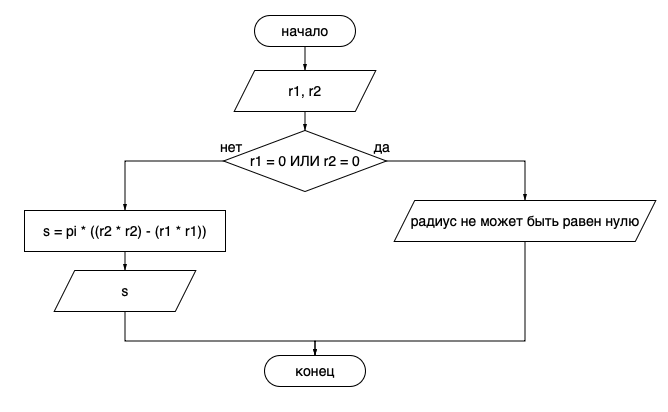 начало
r1, r2
нет
да
r1 = 0 ИЛИ r2 = 0
s = pi * ((r2 * r2) - (r1 * r1))
радиус не может быть равен нулю
s
конец